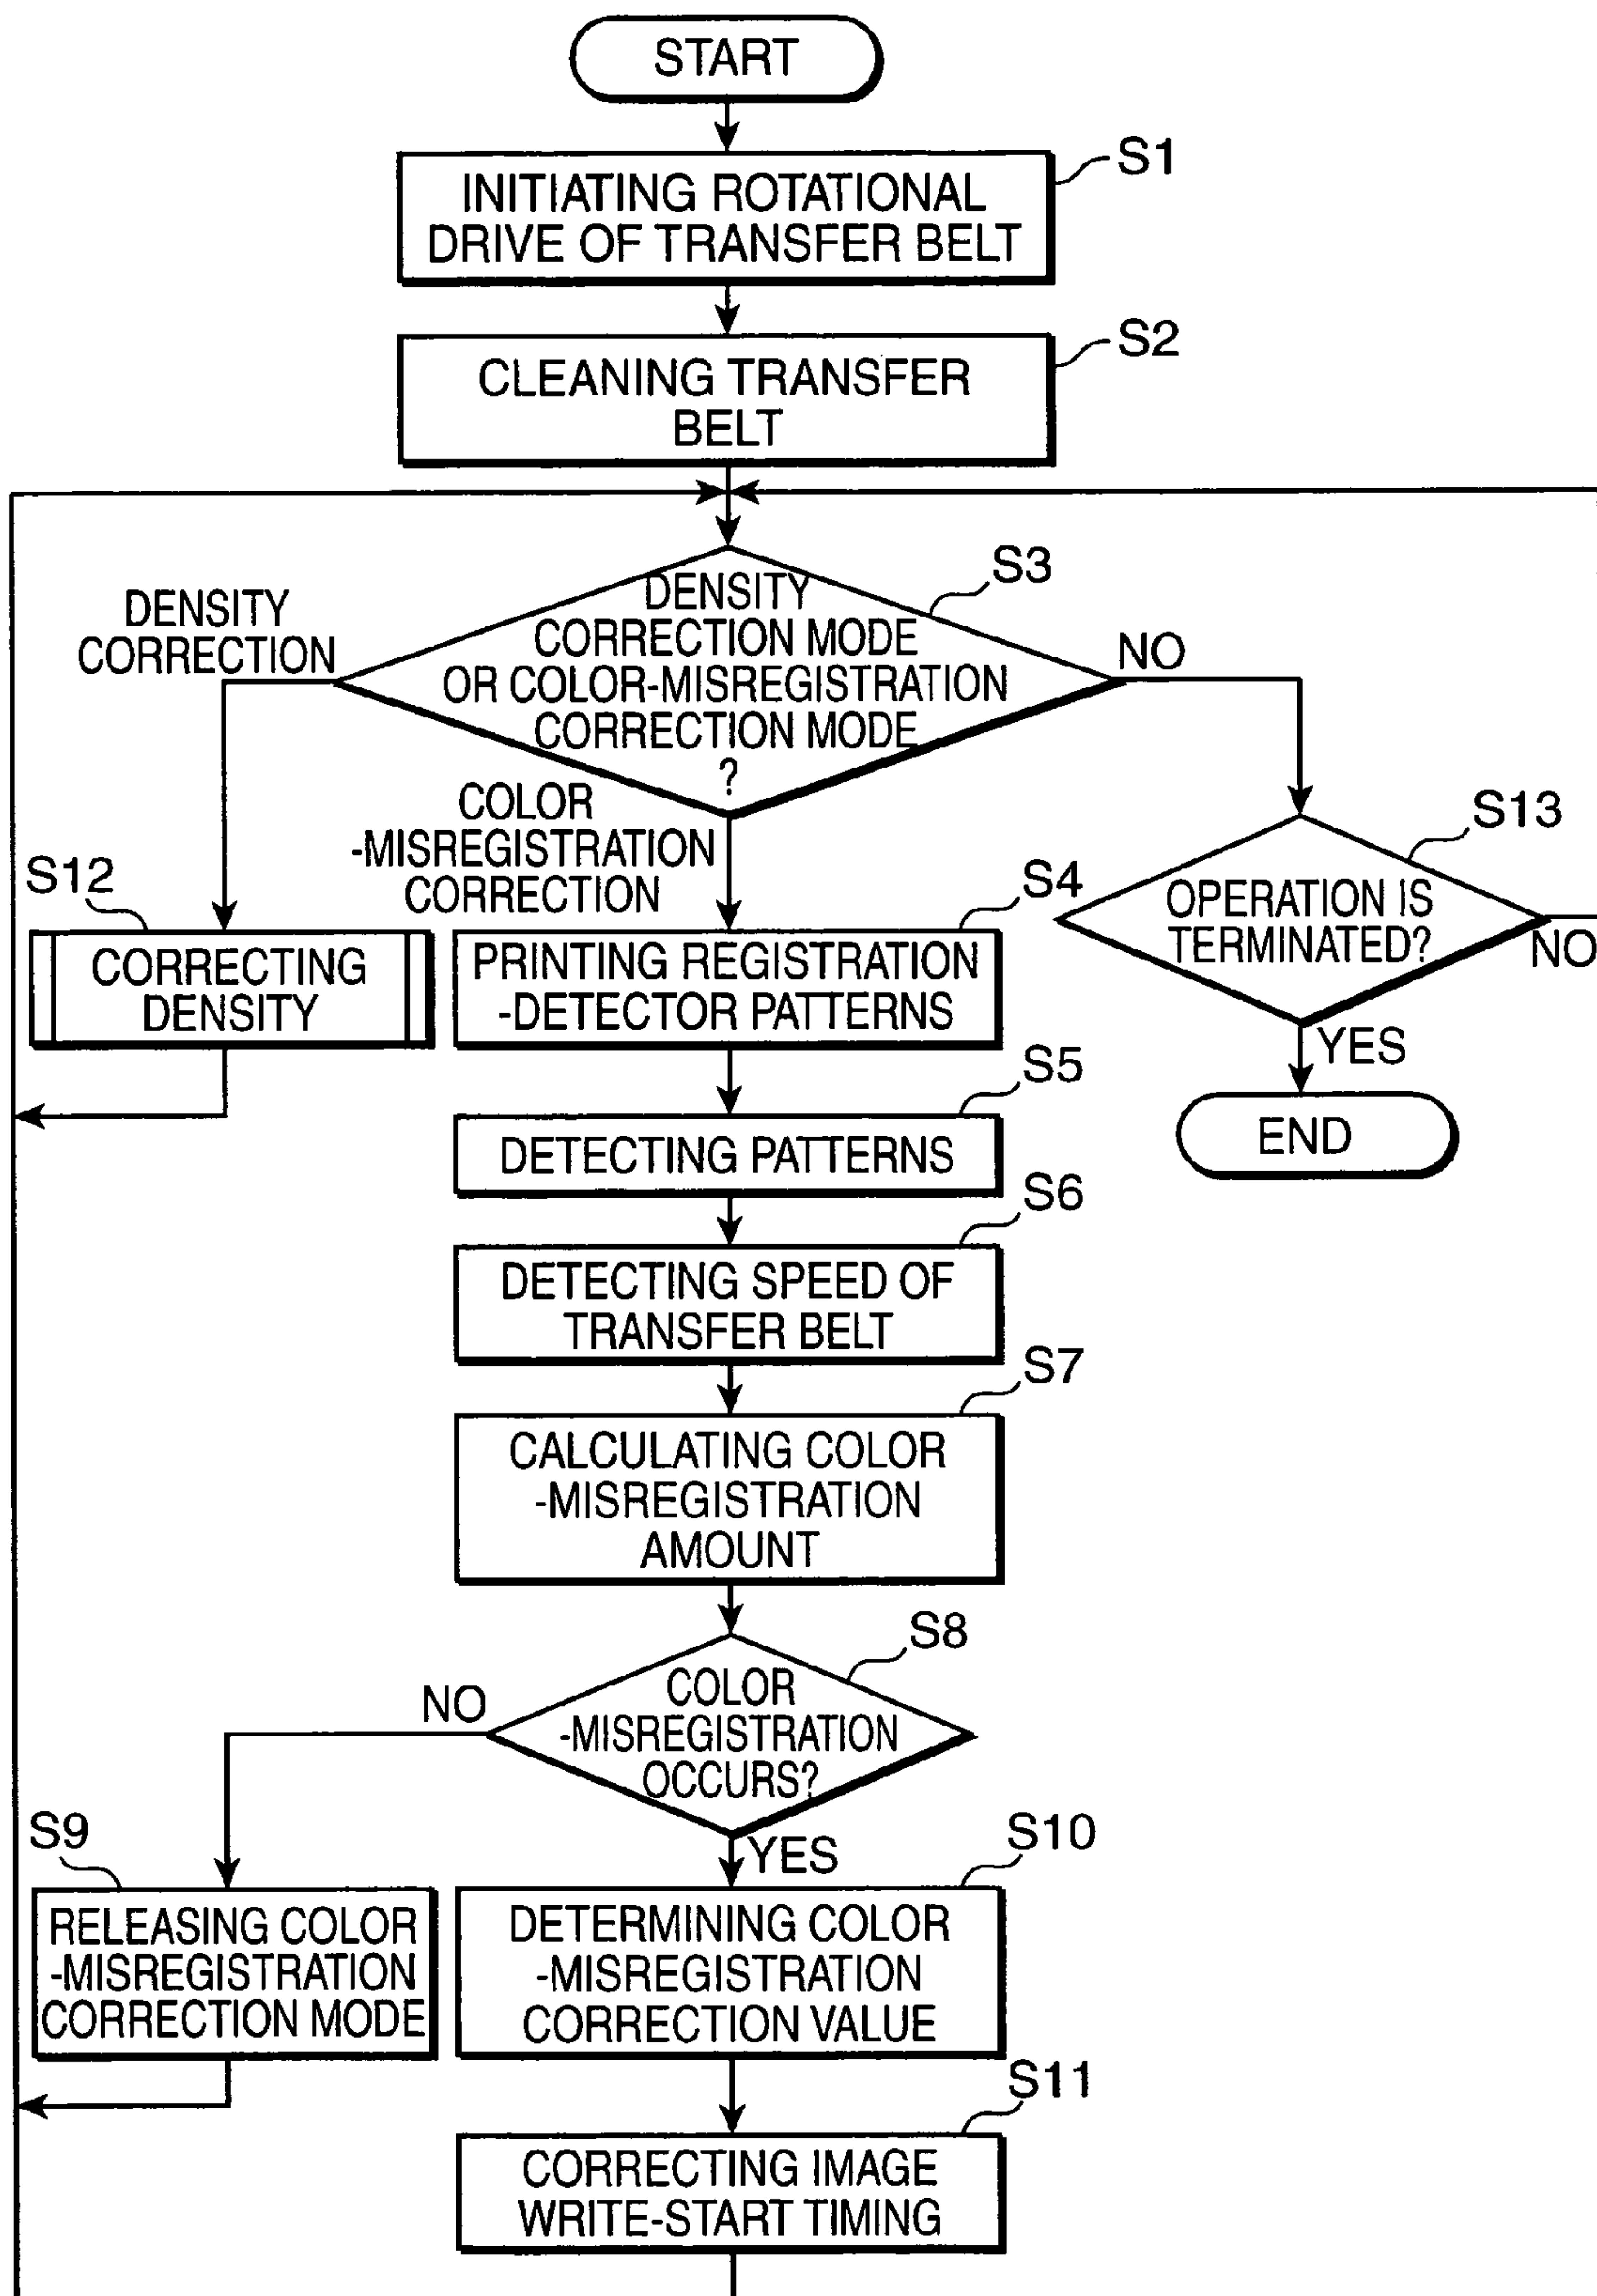 START
S1
INITIATING ROTATIONAL
DRIVE OF TRANSFER BELT
S2
CLEANING TRANSFER
BELT
S3
DENSITY
CORRECTION MODE
OR COLOR-MISREGISTRATION
CORRECTION MODE
?
DENSITY
CORRECTION
NO
COLOR
-MISREGISTRATION
CORRECTION
S13
OPERATION IS
TERMINATED?
NO
YES
END
S12
CORRECTING
DENSITY
S4
PRINTING REGISTRATION
-DETECTOR PATTERNS
S5
DETECTING PATTERNS
S6
DETECTING SPEED OF
TRANSFER BELT
S7
CALCULATING COLOR
-MISREGISTRATION
AMOUNT
S8
COLOR
-MISREGISTRATION
OCCURS?
NO
YES
S9
RELEASING COLOR
-MISREGISTRATION
CORRECTION MODE
S10
DETERMINING COLOR
-MISREGISTRATION
CORRECTION VALUE
S11
CORRECTING IMAGE
WRITE-START TIMING